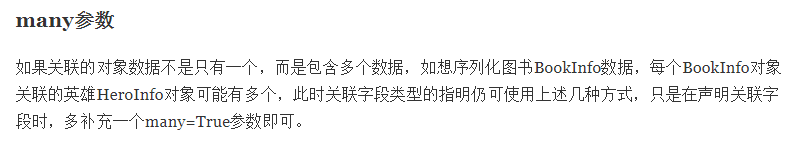 many参数
如果关联的对象数据不是只有一个，而是包含多个数据，如想序列化图书BookInfo数据，每个BookInfo对象
关联的英雄HeroInfo对象可能有多个，此时关联字段类型的指明仍可使用上述几种方式，只是在声明关联字
段时，多补充一个many=True参数即可。